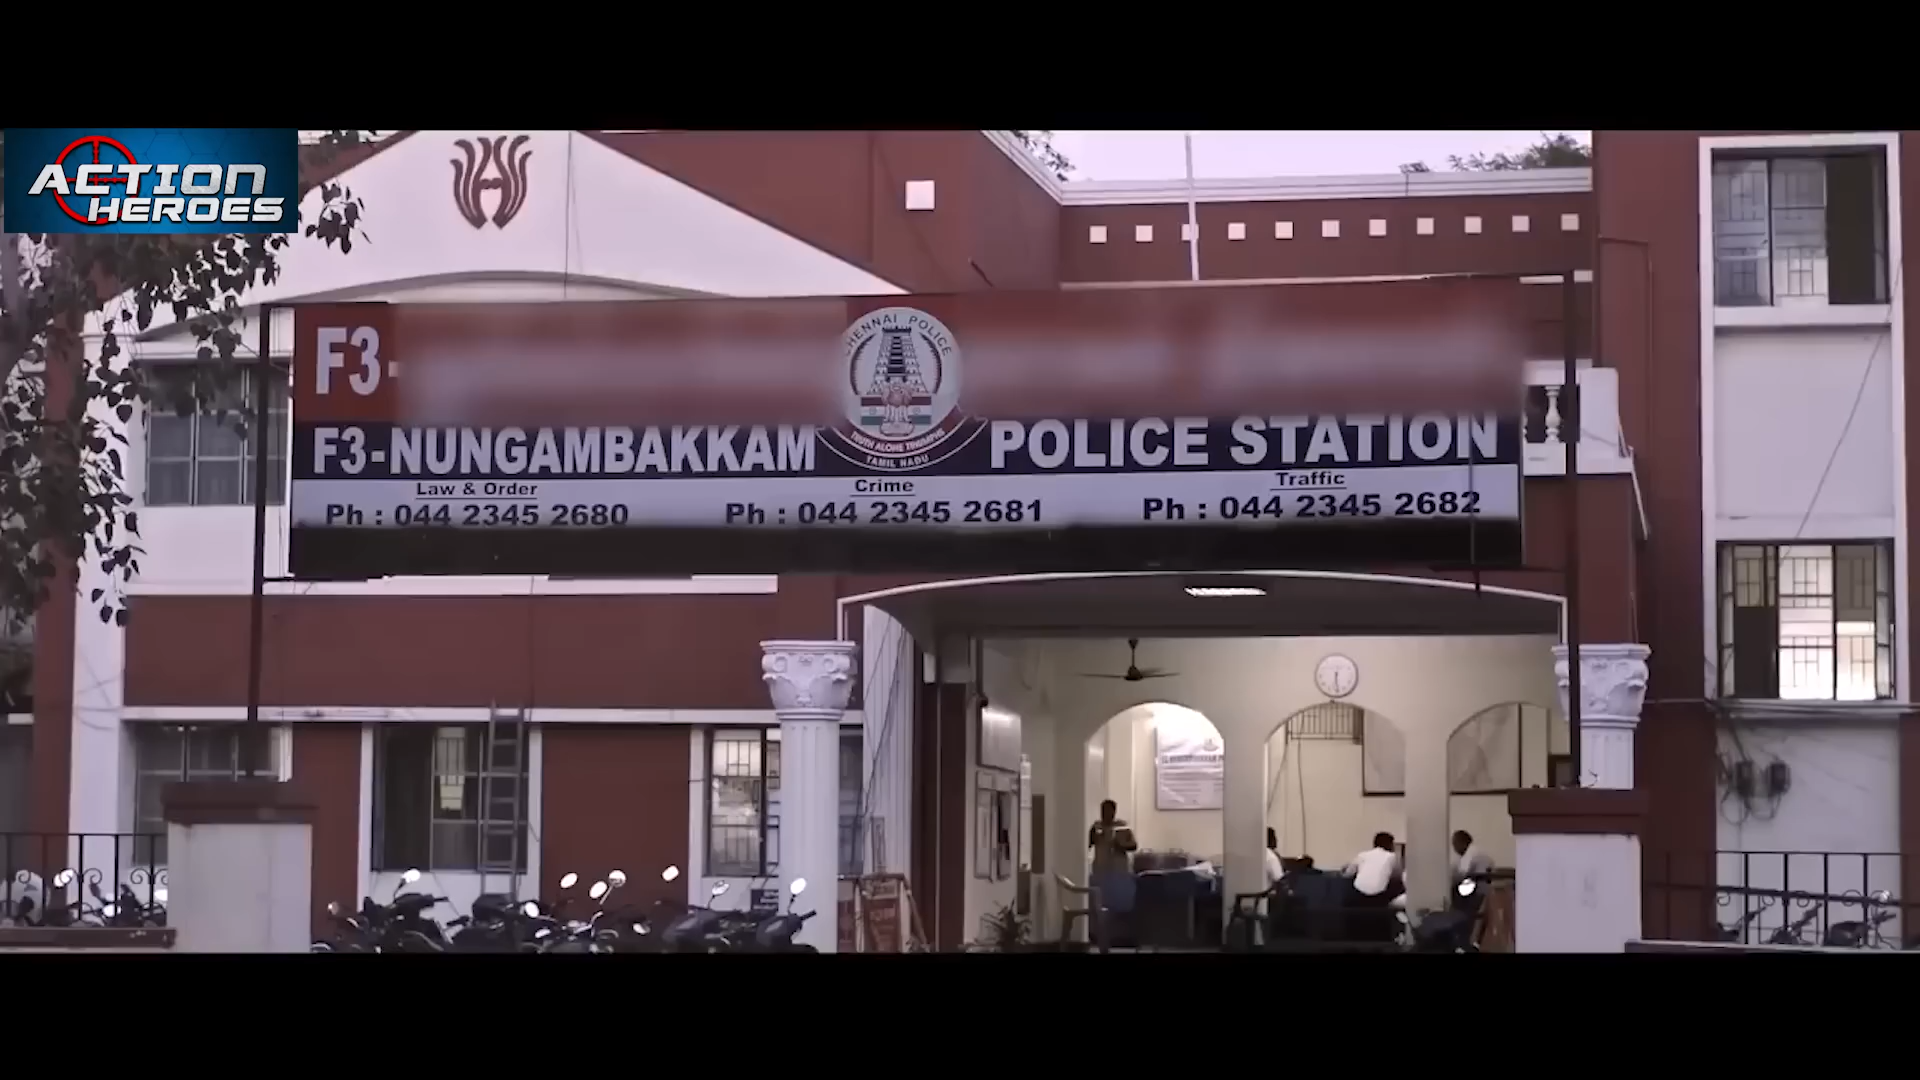 ACTION
HEROES
F3-
CHENNAI POLICE
TRUTH ALONE TRIUMPHS
TAMIL NADU
F3-NUNGAMBAKKAM POLICE STATION
Law & Order Crime Traffic
Ph : 044 2345 2680 Ph : 044 2345 2681 Ph : 044 2345 2682